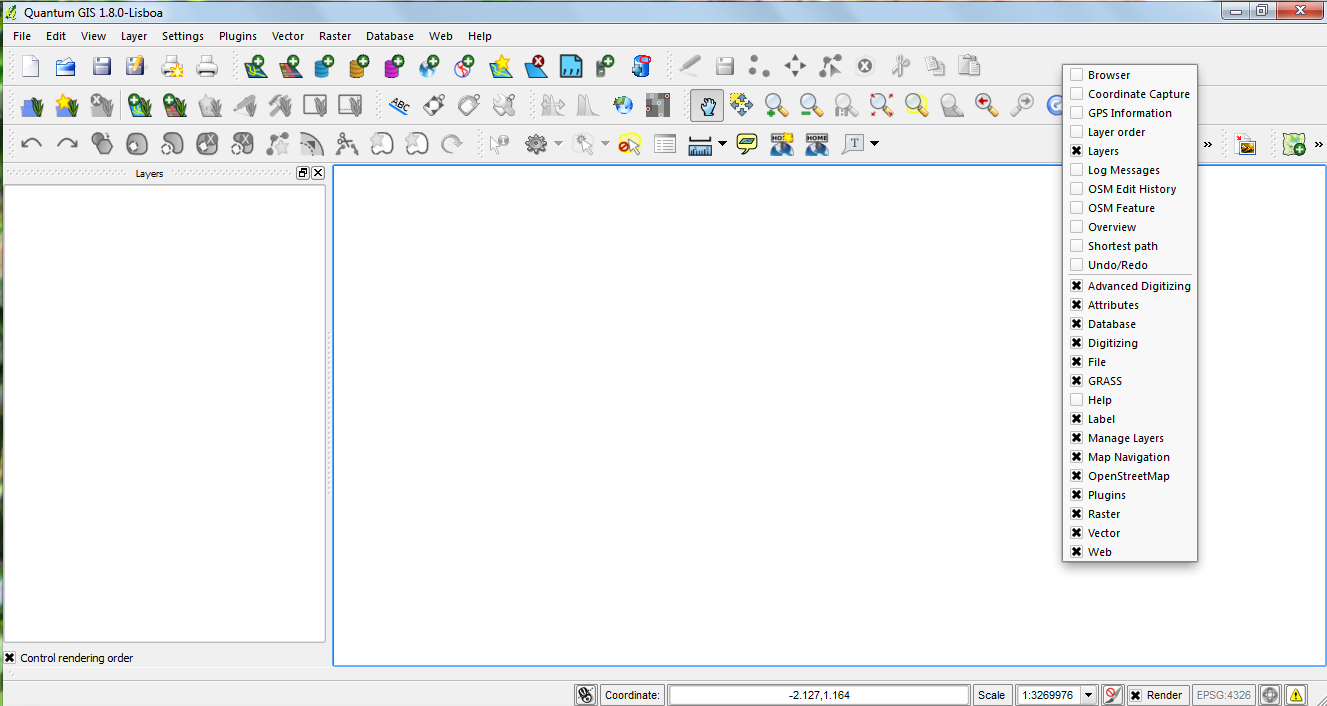 Quantum GIS 1.8.0-Lisboa
File Edit View Layer Settings Plugins Vector Raster Database Web Help
ABC
HOME
T
»
»
Layers
Browser
Coordinate Capture
GPS Information
Layer order
Layers
Log Messages
OSM Edit History
OSM Feature
Overview
Shortest path
Undo/Redo
Advanced Digitizing
Attributes
Database
Digitizing
File
GRASS
Help
Label
Manage Layers
Map Navigation
OpenStreetMap
Plugins
Raster
Vector
Web
Control rendering order
Coordinate: -2.127,1.164 Scale 1:3269976 Render EPSG:4326